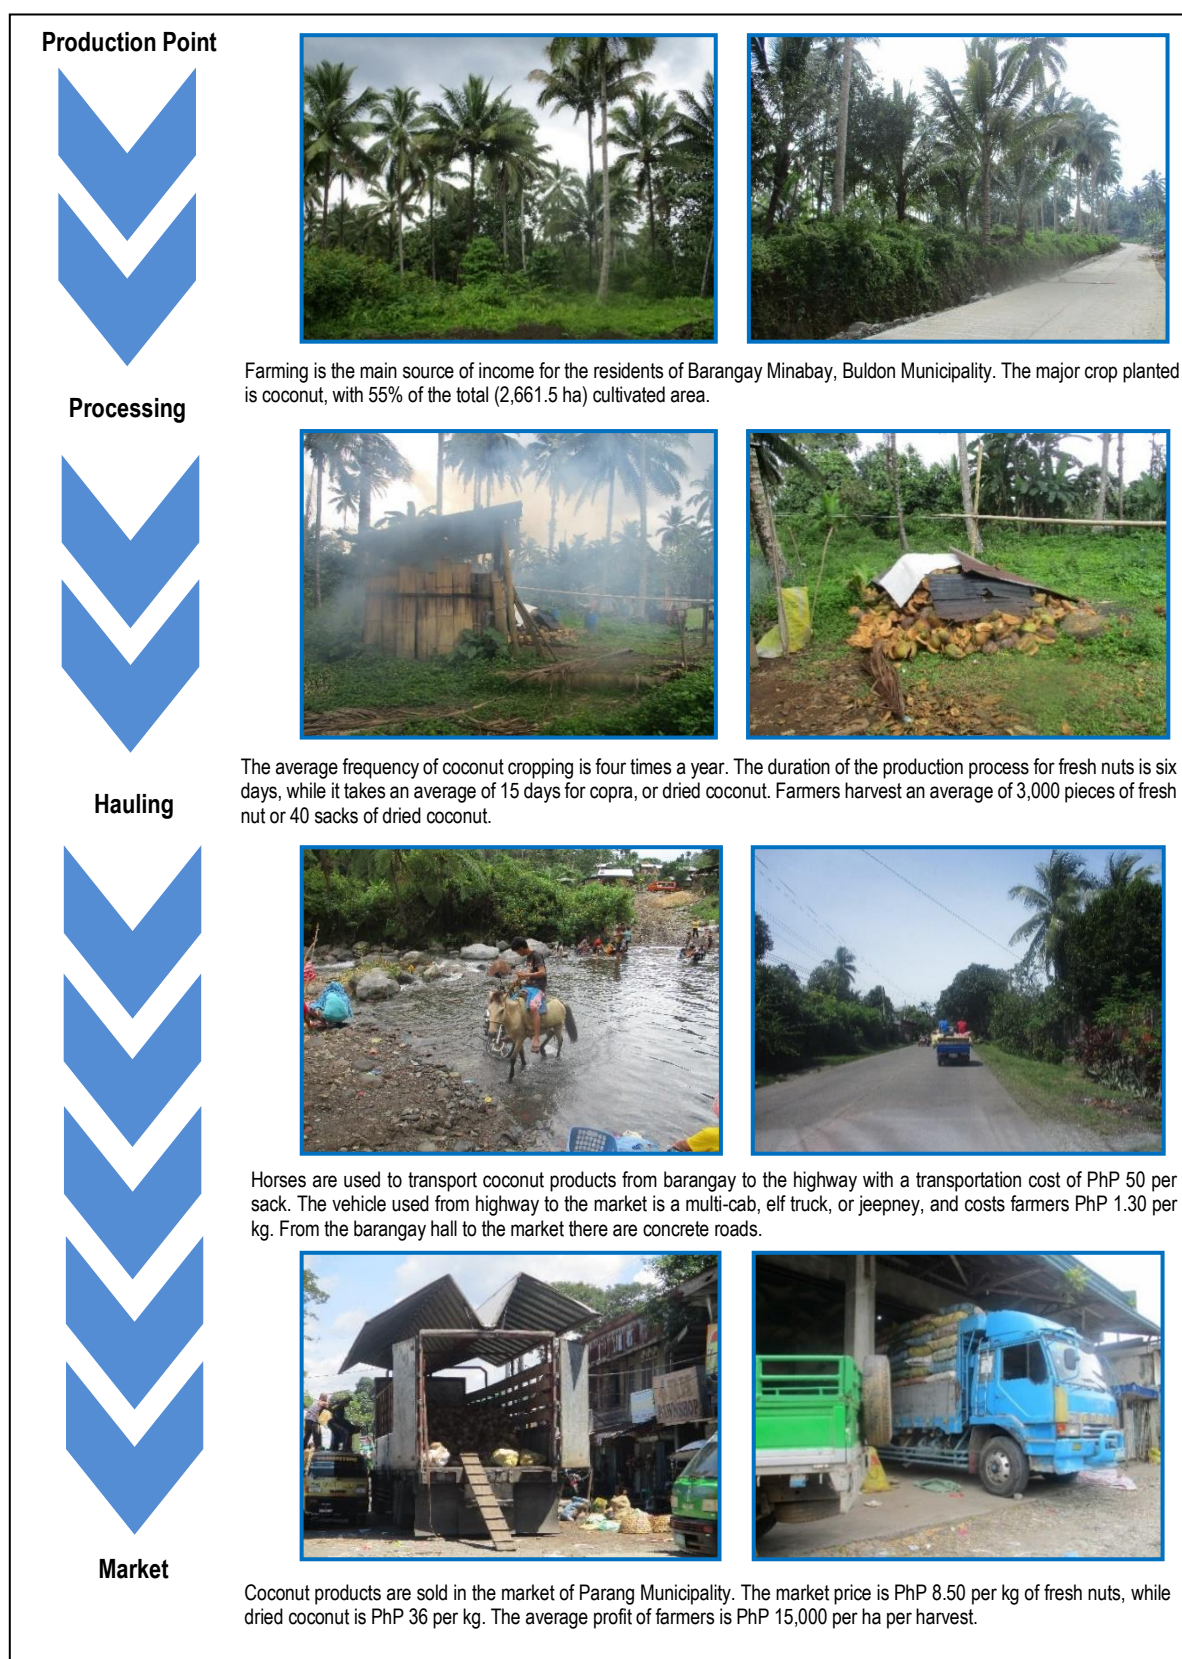 Production Point
Farming is the main source of income for the residents of Barangay Minabay, Buldon Municipality. The major crop planted
is coconut, with 55% of the total (2,661.5 ha) cultivated area.
Processing
The average frequency of coconut cropping is four times a year. The duration of the production process for fresh nuts is six
days, while it takes an average of 15 days for copra, or dried coconut. Farmers harvest an average of 3,000 pieces of fresh
nut or 40 sacks of dried coconut.
Hauling
Horses are used to transport coconut products from barangay to the highway with a transportation cost of PhP 50 per
sack. The vehicle used from highway to the market is a multi-cab, elf truck, or jeepney, and costs farmers PhP 1.30 per
kg. From the barangay hall to the market there are concrete roads.
PAWNSHOP
Market
Coconut products are sold in the market of Parang Municipality. The market price is PhP 8.50 per kg of fresh nuts, while
dried coconut is PhP 36 per kg. The average profit of farmers is PhP 15,000 per ha per harvest.